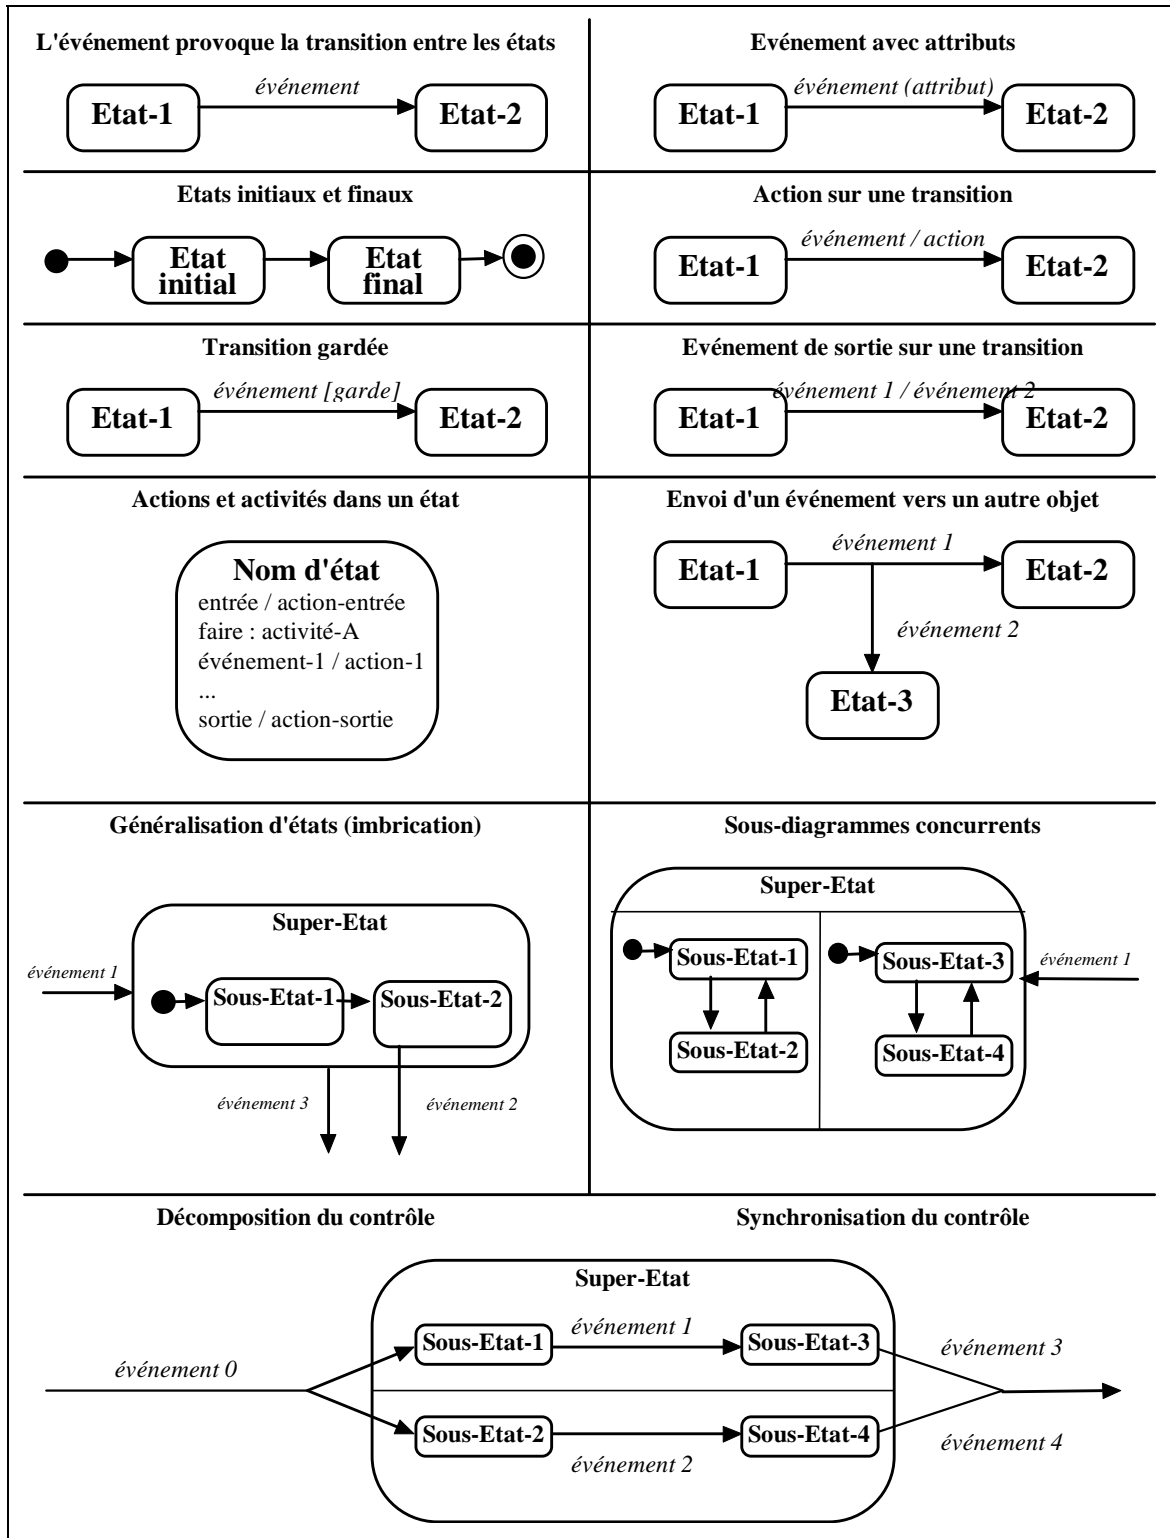 L'événement provoque la transition entre les états
événement
Etat-1
Etat-2
Evénement avec attributs
événement (attribut)
Etat-1
Etat-2
Etats initiaux et finaux
Etat
initial
Etat
final
Action sur une transition
événement / action
Etat-1
Etat-2
Transition gardée
événement [garde]
Etat-1
Etat-2
Evénement de sortie sur une transition
événement 1 / événement 2
Etat-1
Etat-2
Actions et activités dans un état
Nom d'état
entrée / action-entrée
faire : activité-A
événement-1 / action-1
...
sortie / action-sortie
Envoi d'un événement vers un autre objet
événement 1
Etat-1
Etat-2
événement 2
Etat-3
Généralisation d'états (imbrication)
Super-Etat
événement 1
Sous-Etat-1
Sous-Etat-2
événement 3
événement 2
Sous-diagrammes concurrents
Super-Etat
Sous-Etat-1
Sous-Etat-3
événement 1
Sous-Etat-2
Sous-Etat-4
Décomposition du contrôle
Synchronisation du contrôle
Super-Etat
événement 0
Sous-Etat-1
événement 1
Sous-Etat-3
événement 3
Sous-Etat-2
événement 2
Sous-Etat-4
événement 4